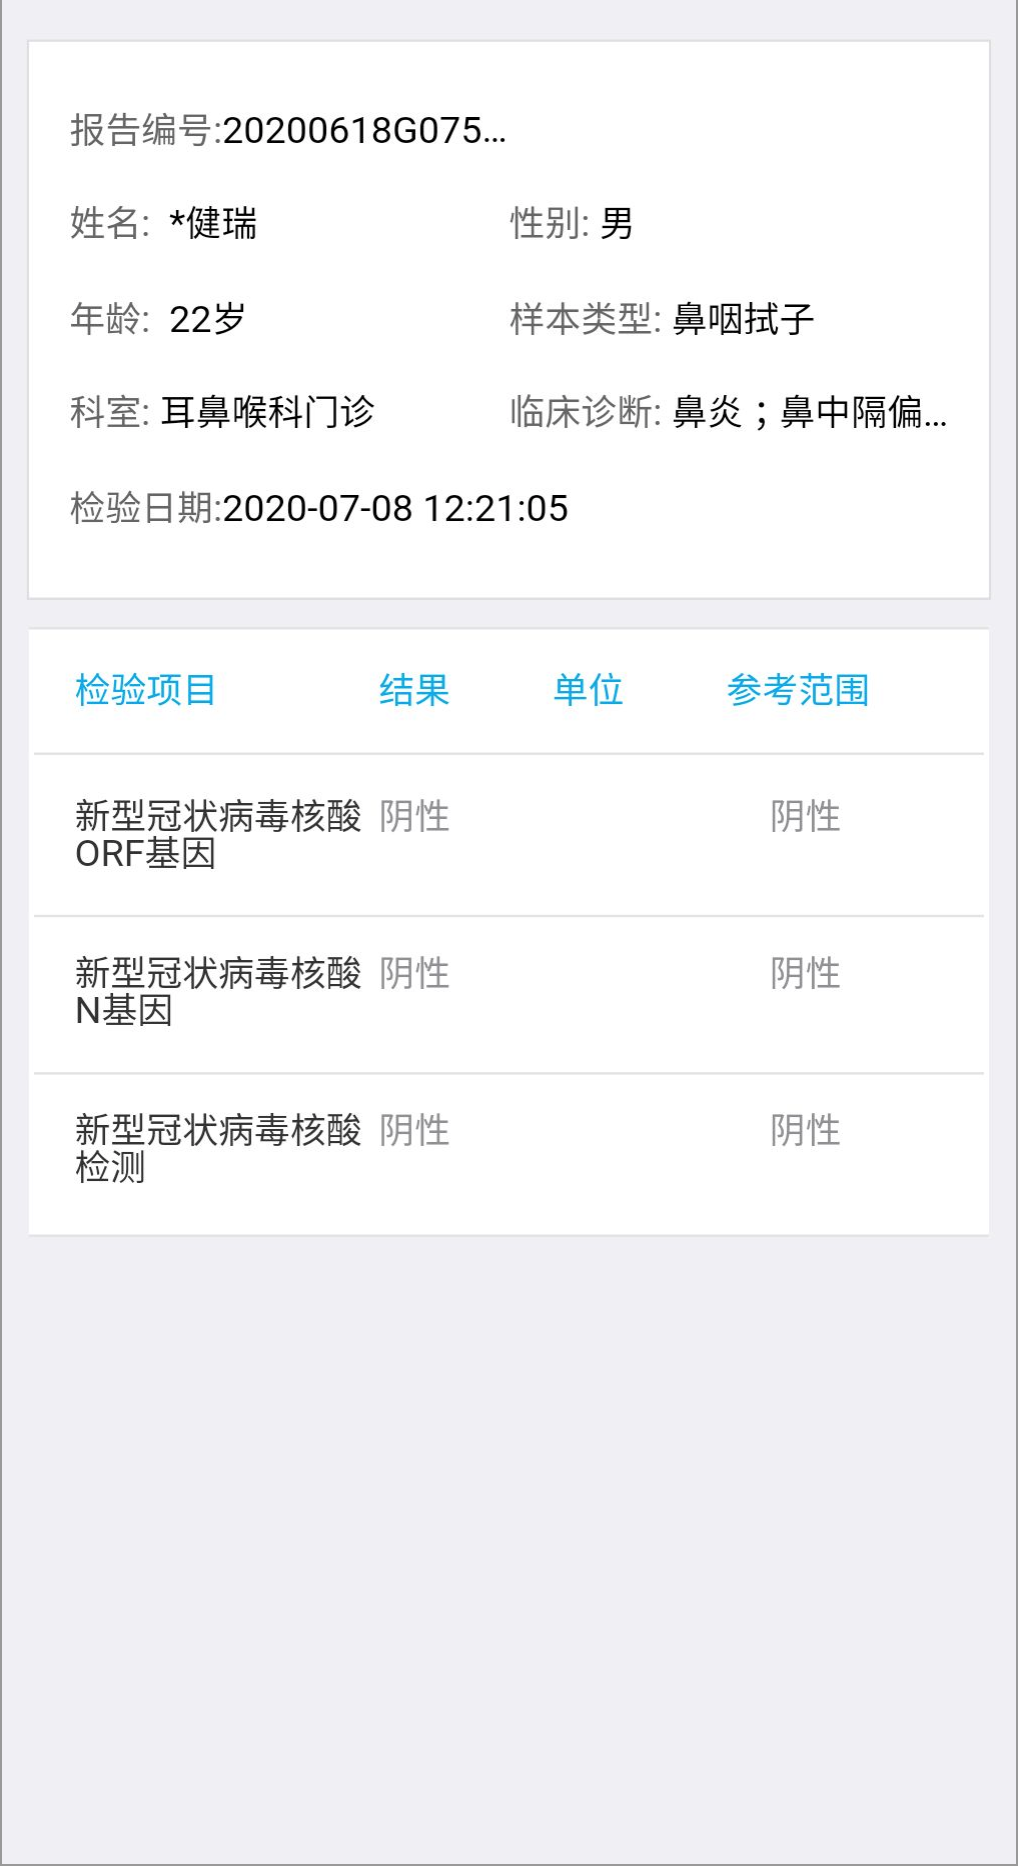 报告编号:20200618G075...
姓名: *健瑞 性别: 男
年龄: 22岁 样本类型: 鼻咽拭子
科室: 耳鼻喉科门诊 临床诊断: 鼻炎；鼻中隔偏...
检验日期:2020-07-08 12:21:05
检验项目 结果 单位 参考范围
新型冠状病毒核酸 阴性 阴性
ORF基因
新型冠状病毒核酸 阴性 阴性
N基因
新型冠状病毒核酸 阴性 阴性
检测